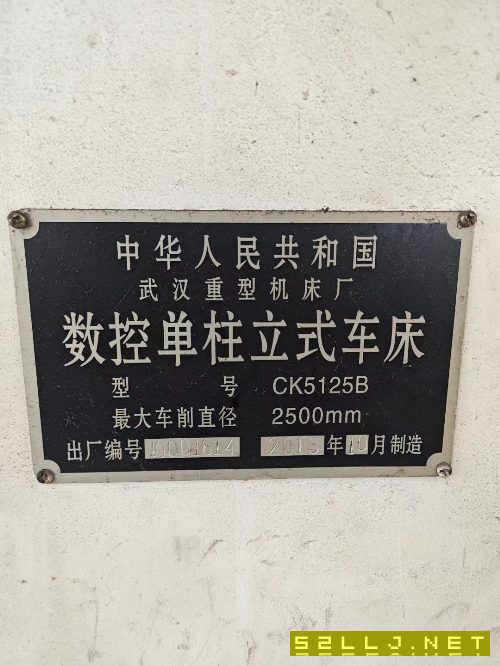 中华人民共和国
武汉重型机床厂
数控单柱立式车床
型 号 CK5125B
最大车削直径 2500mm
出厂编号 年 月制造
52LLJ.NET